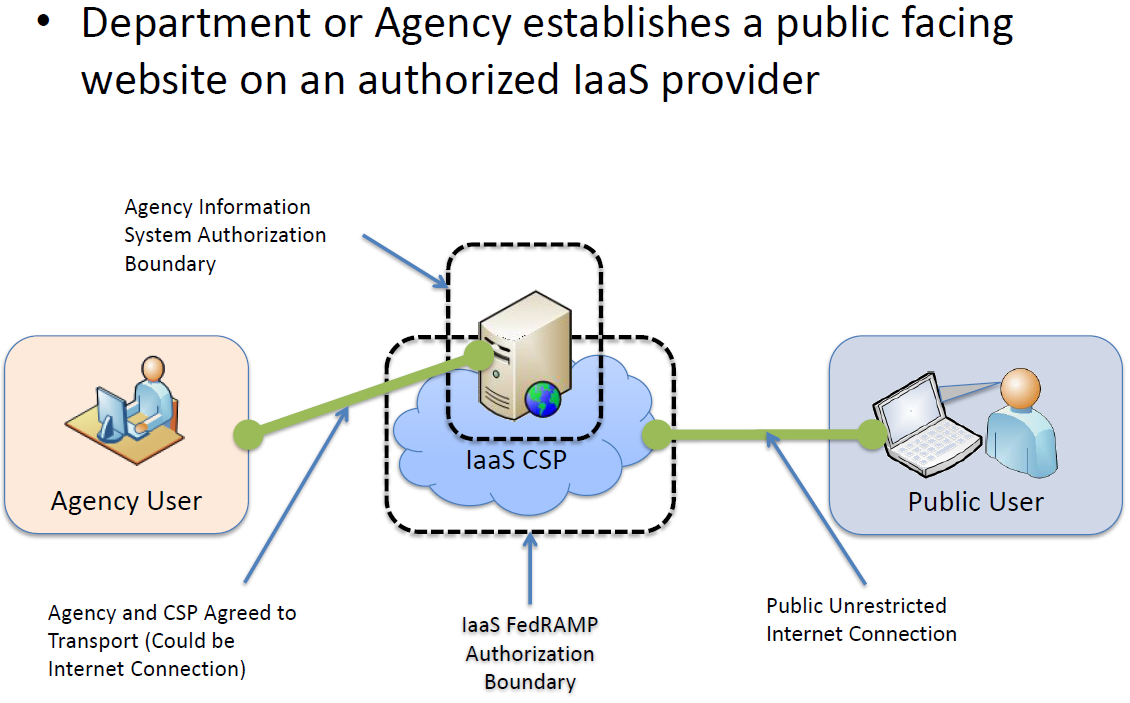 • Department or Agency establishes a public facing
website on an authorized IaaS provider
Agency Information
System Authorization
Boundary
IaaS CSP
Agency User
Public User
Agency and CSP Agreed to
Transport (Could be
Internet Connection)
IaaS FedRAMP
Authorization
Boundary
Public Unrestricted
Internet Connection